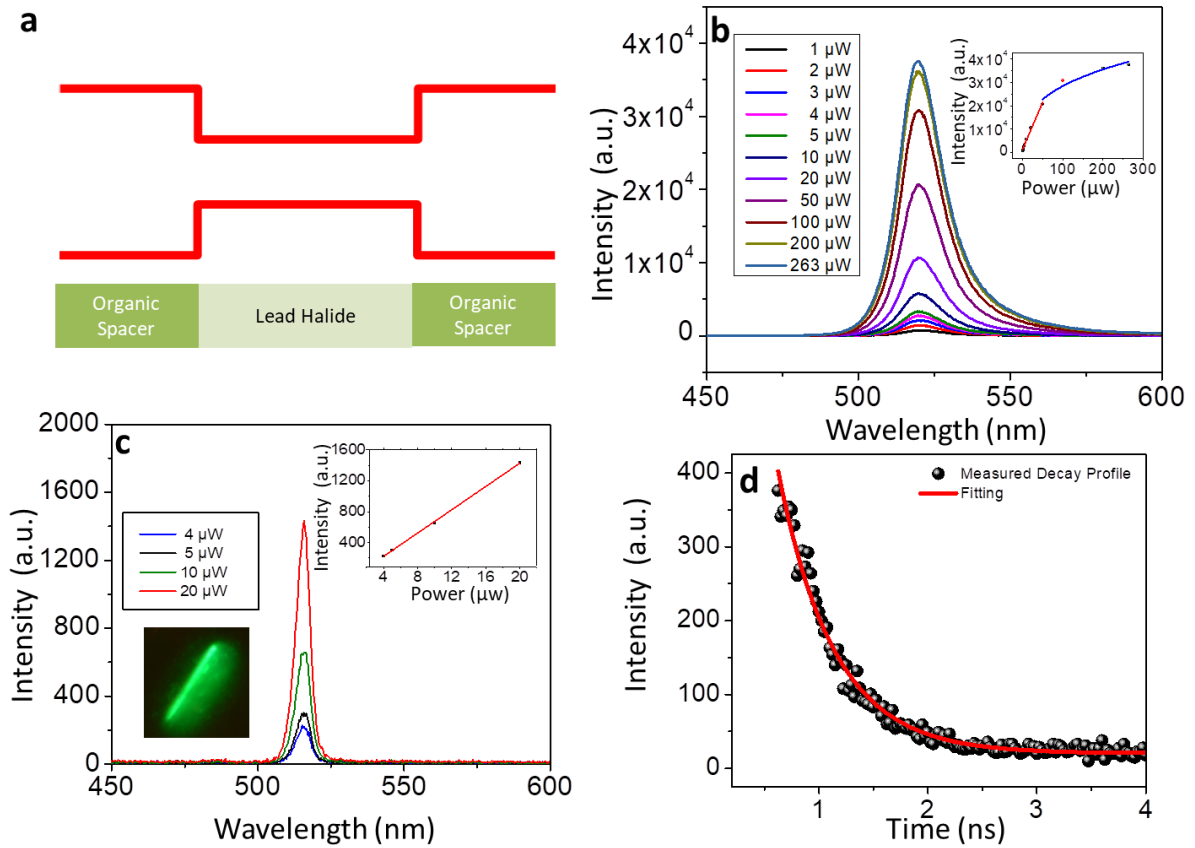 a
Organic
Spacer
Lead Halide
Organic
Spacer
b
Intensity (a.u.)
4x10⁴
3x10⁴
2x10⁴
1x10⁴
0
1 µW
2 µW
3 µW
4 µW
5 µW
10 µW
20 µW
50 µW
100 µW
200 µW
263 µW
Intensity (a.u.)
4x10⁴
3x10⁴
2x10⁴
1x10⁴
0
0 100 200 300
Power (µw)
450 500 550 600
Wavelength (nm)
c
Intensity (a.u.)
2000
1600
1200
800
400
0
4 µW
5 µW
10 µW
20 µW
Intensity (a.u.)
1600
1200
800
400
4 8 12 16 20
Power (µw)
450 500 550 600
Wavelength (nm)
d
Measured Decay Profile
Fitting
Intensity (a.u.)
400
300
200
100
0
1 2 3 4
Time (ns)